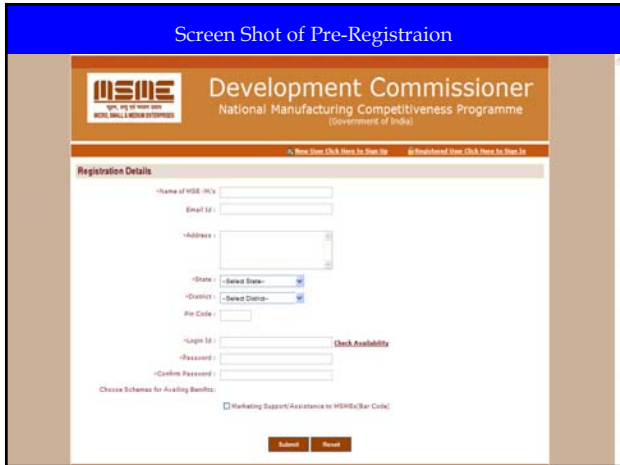 Screen Shot of Pre-Registraion
MSME
MICRO, SMALL & MEDIUM ENTERPRISES
Development Commissioner
National Manufacturing Competitiveness Programme
(Government of India)
New User Click Here to Sign Up
Registered User Click Here to Sign In
Registration Details
*Name of MSE (M/s
Email Id :
*Address :
*State : --Select State--
*District : --Select District--
Pin Code :
*Login Id : Check Availability
*Password :
*Confirm Password :
Choose Schemes for Availing Benifits:
Marketing Support/Assistance to MSMEs(Bar Code)
Submit Reset